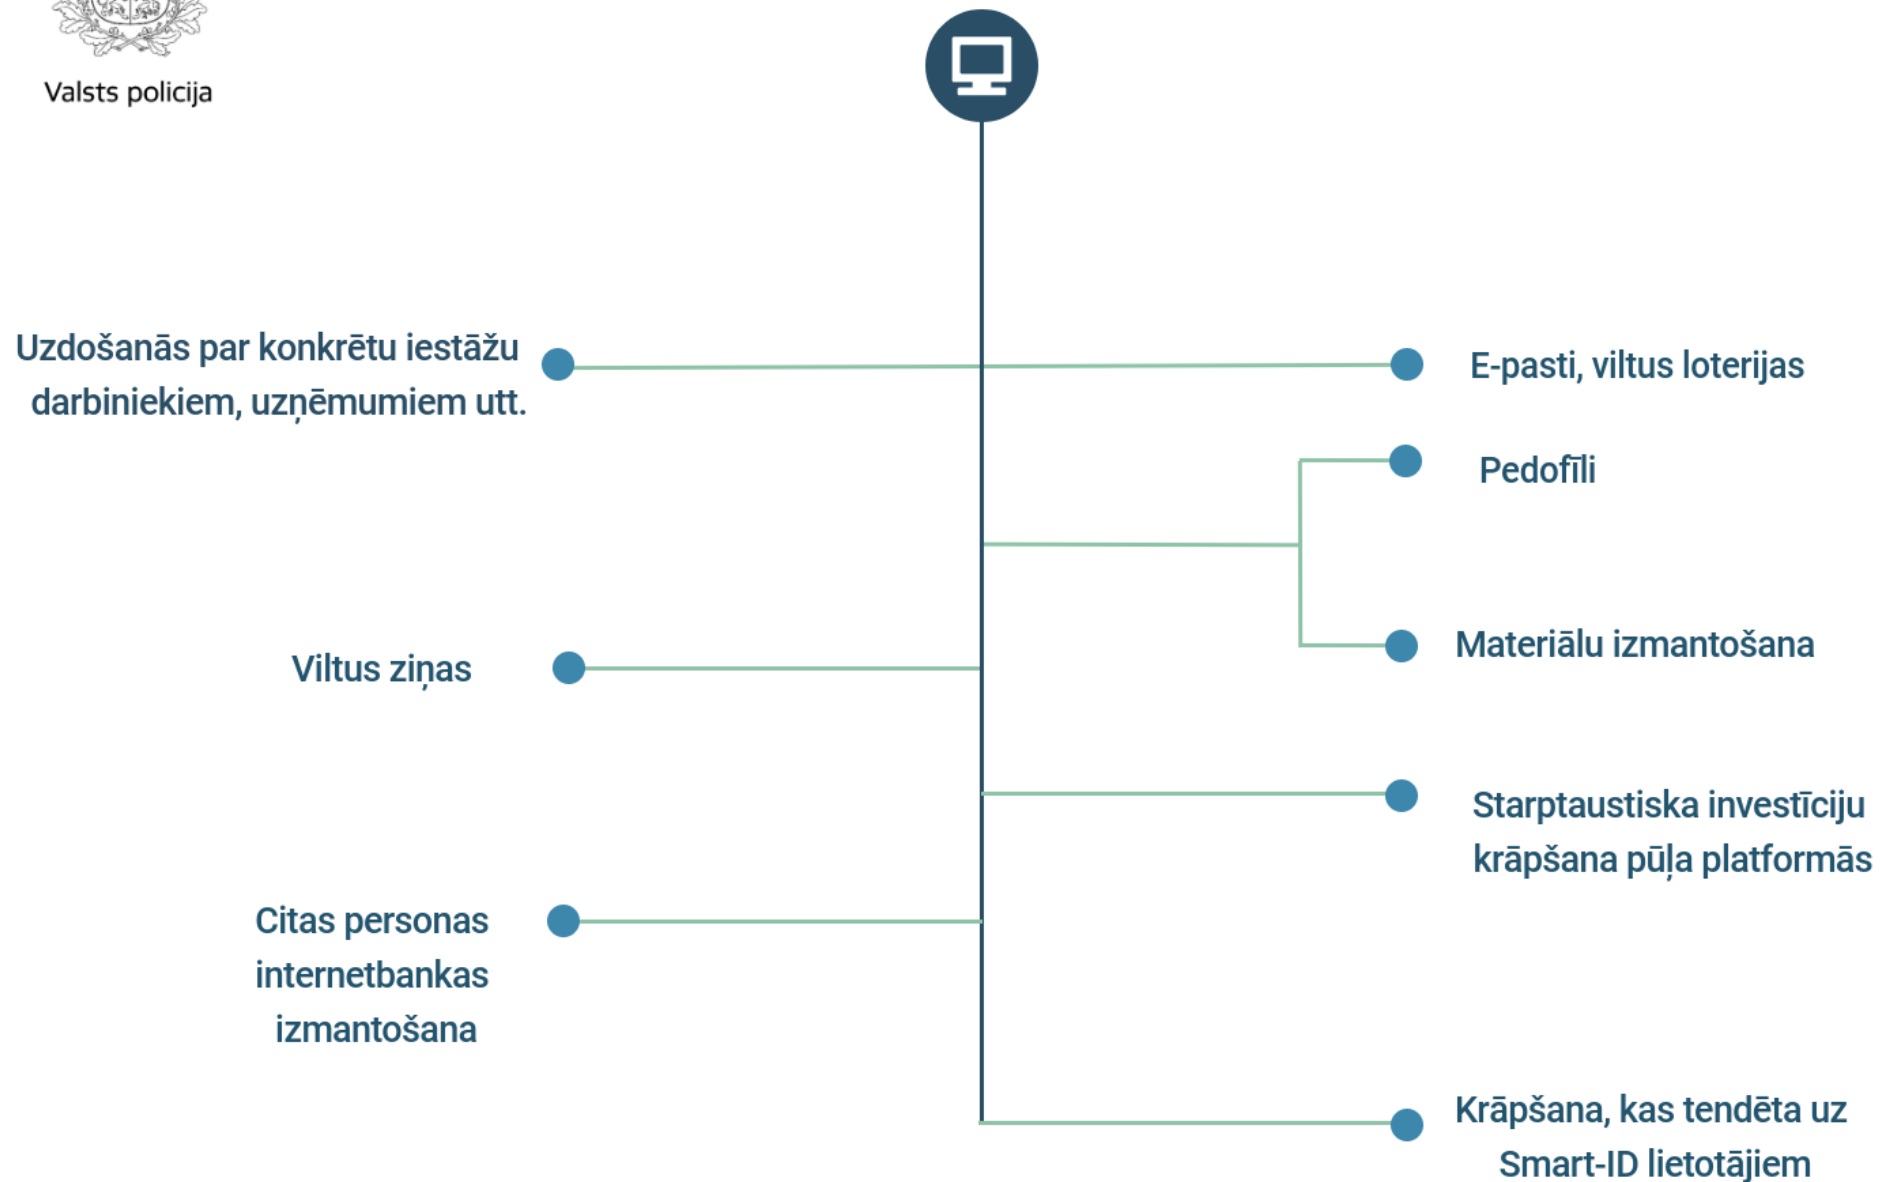 Valsts policija
Uzdošanās par konkrētu iestāžu
darbiniekiem, uzņēmumiem utt.
Viltus ziņas
Citas personas
internetbankas
izmantošana
E-pasti, viltus loterijas
Pedofīli
Materiālu izmantošana
Starptaustiska investīciju
krāpšana pūļa platformās
Krāpšana, kas tendēta uz
Smart-ID lietotājiem